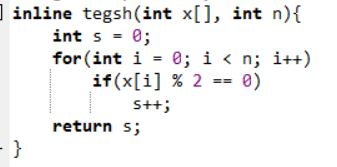 inline tegsh(int x[], int n){
    int s = 0;
    for(int i = 0; i < n; i++)
        if(x[i] % 2 == 0)
            s++;
    return s;
}